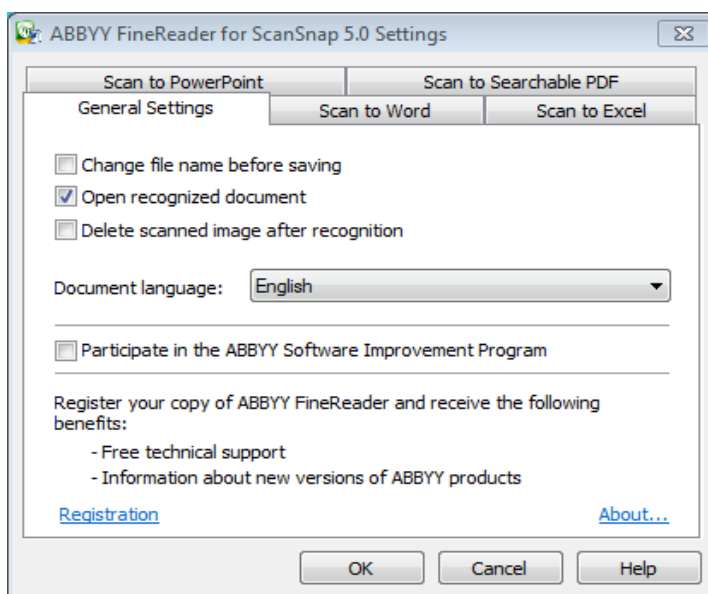 ABBYY FineReader for ScanSnap 5.0 Settings
Scan to PowerPoint Scan to Searchable PDF
General Settings Scan to Word Scan to Excel
Change file name before saving
Open recognized document
Delete scanned image after recognition
Document language: English
Participate in the ABBYY Software Improvement Program
Register your copy of ABBYY FineReader and receive the following
benefits:
- Free technical support
- Information about new versions of ABBYY products
Registration About...
OK Cancel Help